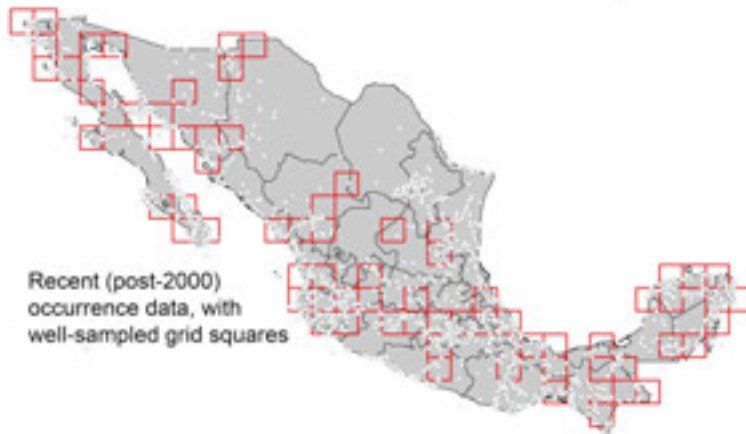 Recent (post-2000)
occurrence data, with
well-sampled grid squares